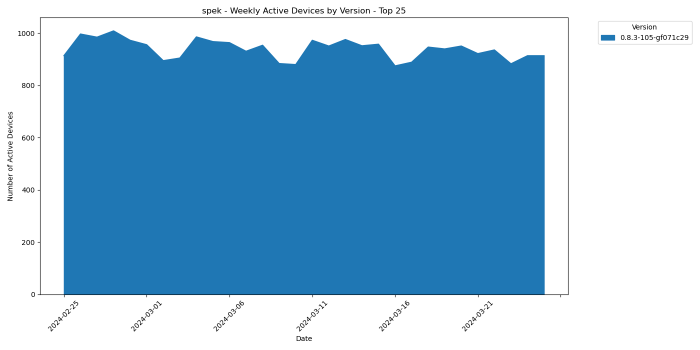 spek - Weekly Active Devices by Version - Top 25
Version
0.8.3-105-gf071c29
Number of Active Devices
1000
800
600
400
200
0
2024-02-25
2024-03-01
2024-03-06
2024-03-11
2024-03-16
2024-03-21
Date